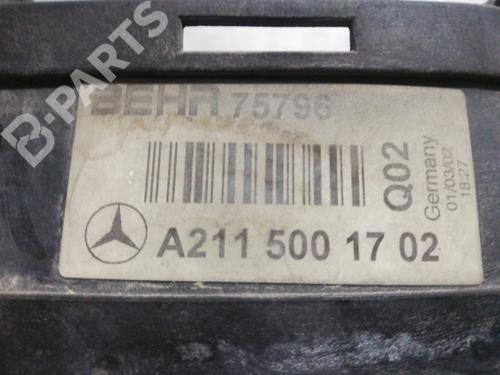 B-PARTS
BEHR 75796
Q02
Germany
01/03/02
18:27
A211 500 17 02